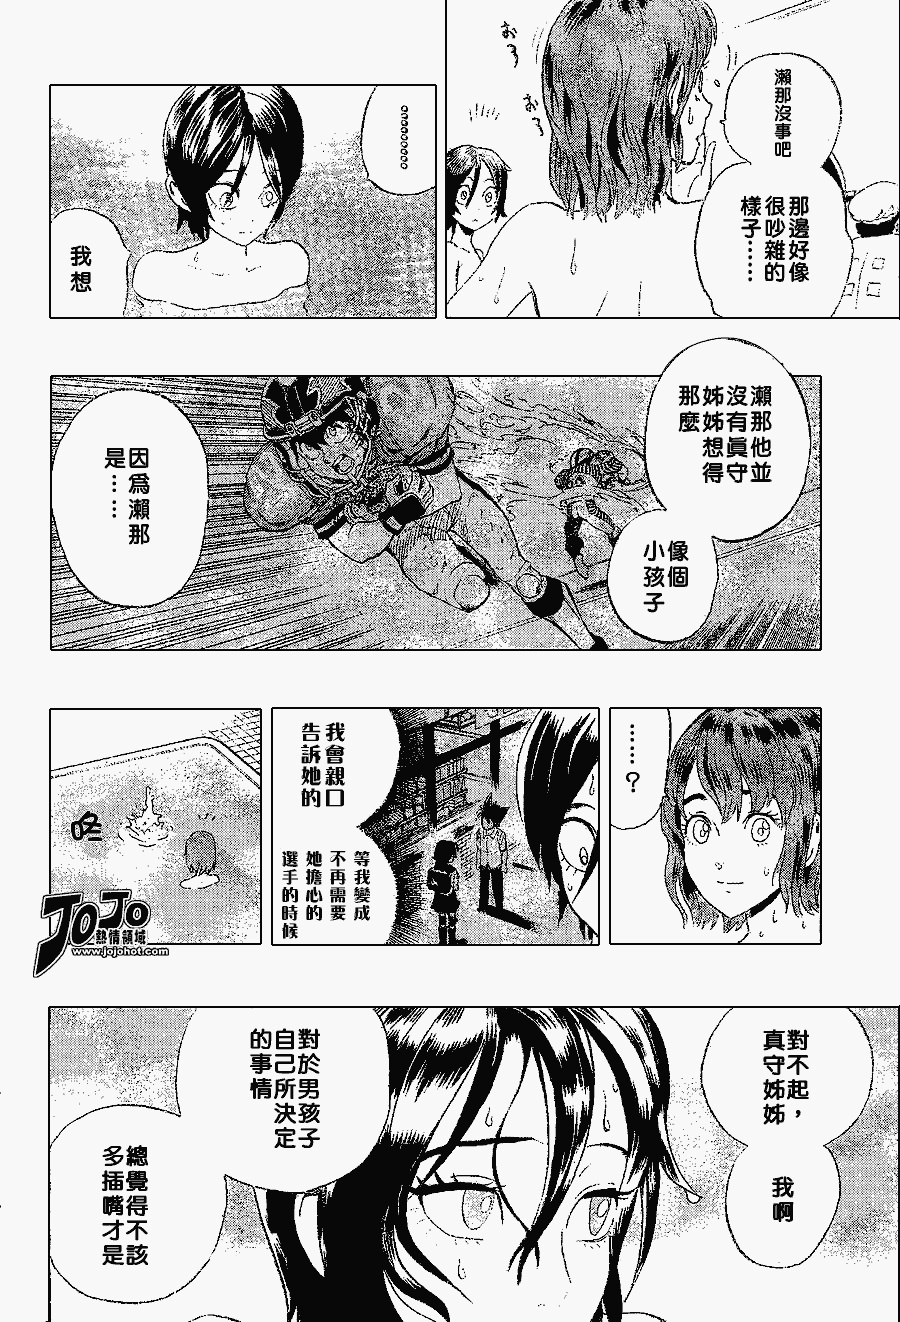 おろ
おろ
瀨那沒事吧
那邊好像
很吵雜的
樣子……
………
我想
瀨那他並
沒有真守
姊姊想得
那麼
像個
小孩子
因爲瀨那
是……
……？
我會親口
告訴她的
等我變成
不再需要
她擔心的
選手的時候
咚
JOJO
熱情領域
www.jojohot.com
對不起，
真守姊姊
我啊
對於男孩子
自己所決定
的事情
總覺得不該
多插嘴才是